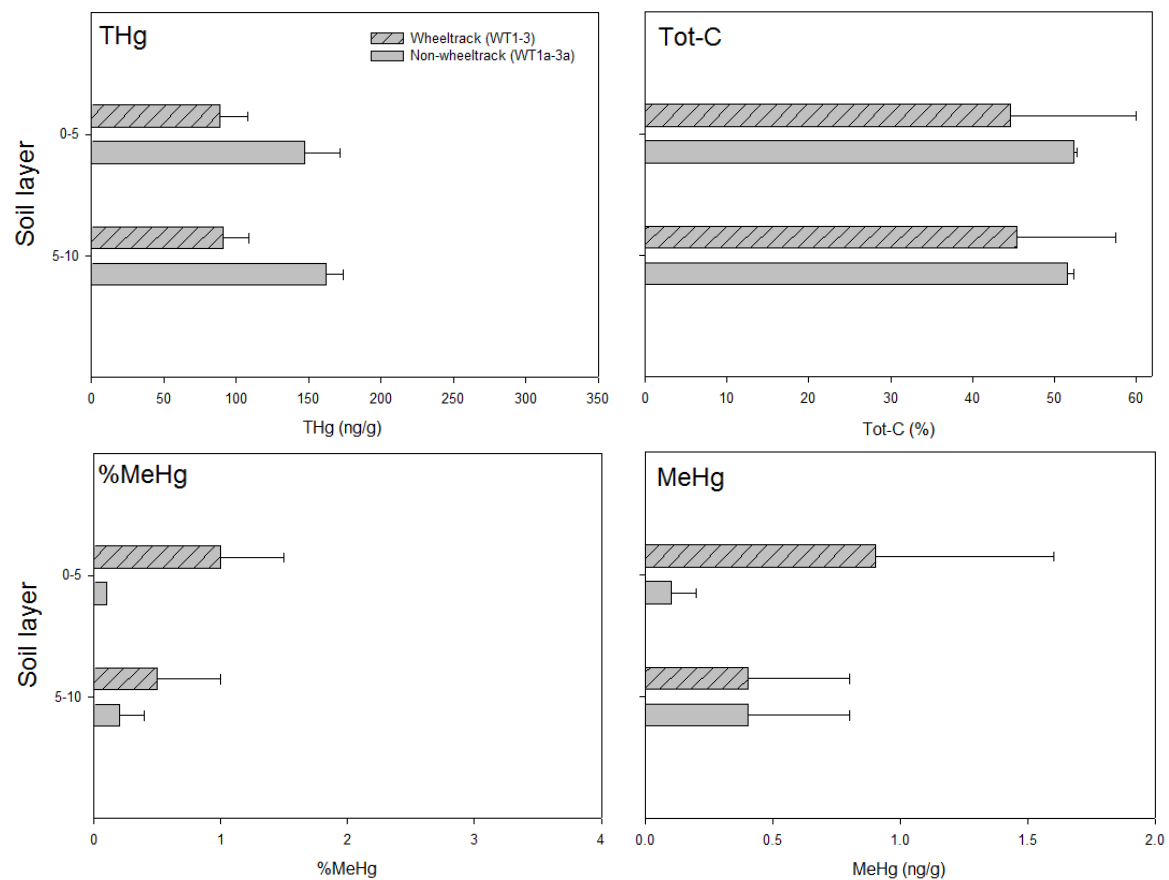 THg
Wheeltrack (WT1-3)
Non-wheeltrack (WT1a-3a)
Soil layer
0-5
5-10
0 50 100 150 200 250 300 350
THg (ng/g)
Tot-C
0 10 20 30 40 50 60
Tot-C (%)
%MeHg
Soil layer
0-5
5-10
0 1 2 3 4
%MeHg
MeHg
0.0 0.5 1.0 1.5 2.0
MeHg (ng/g)